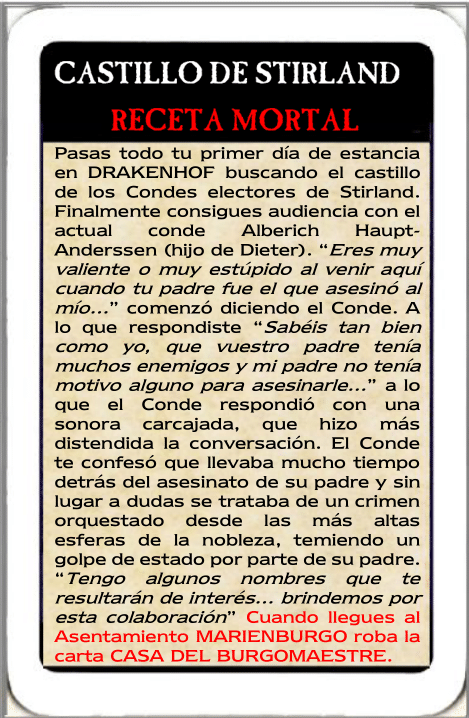 CASTILLO DE STIRLAND
RECETA MORTAL
Pasas todo tu primer día de estancia
en DRAKENHOF buscando el castillo
de los Condes electores de Stirland.
Finalmente consigues audiencia con el
actual conde Alberich Haupt-
Anderssen (hijo de Dieter). “Eres muy
valiente o muy estúpido al venir aquí
cuando tu padre fue el que asesinó al
mío...” comenzó diciendo el Conde. A
lo que respondiste “Sabéis tan bien
como yo, que vuestro padre tenía
muchos enemigos y mi padre no tenía
motivo alguno para asesinarle...” a lo
que el Conde respondió con una
sonora carcajada, que hizo más
distendida la conversación. El Conde
te confesó que llevaba mucho tiempo
detrás del asesinato de su padre y sin
lugar a dudas se trataba de un crimen
orquestado desde las más altas
esferas de la nobleza, temiendo un
golpe de estado por parte de su padre.
“Tengo algunos nombres que te
resultarán de interés... brindemos por
esta colaboración” Cuando llegues al
Asentamiento MARIENBURGO roba la
carta CASA DEL BURGOMAESTRE.